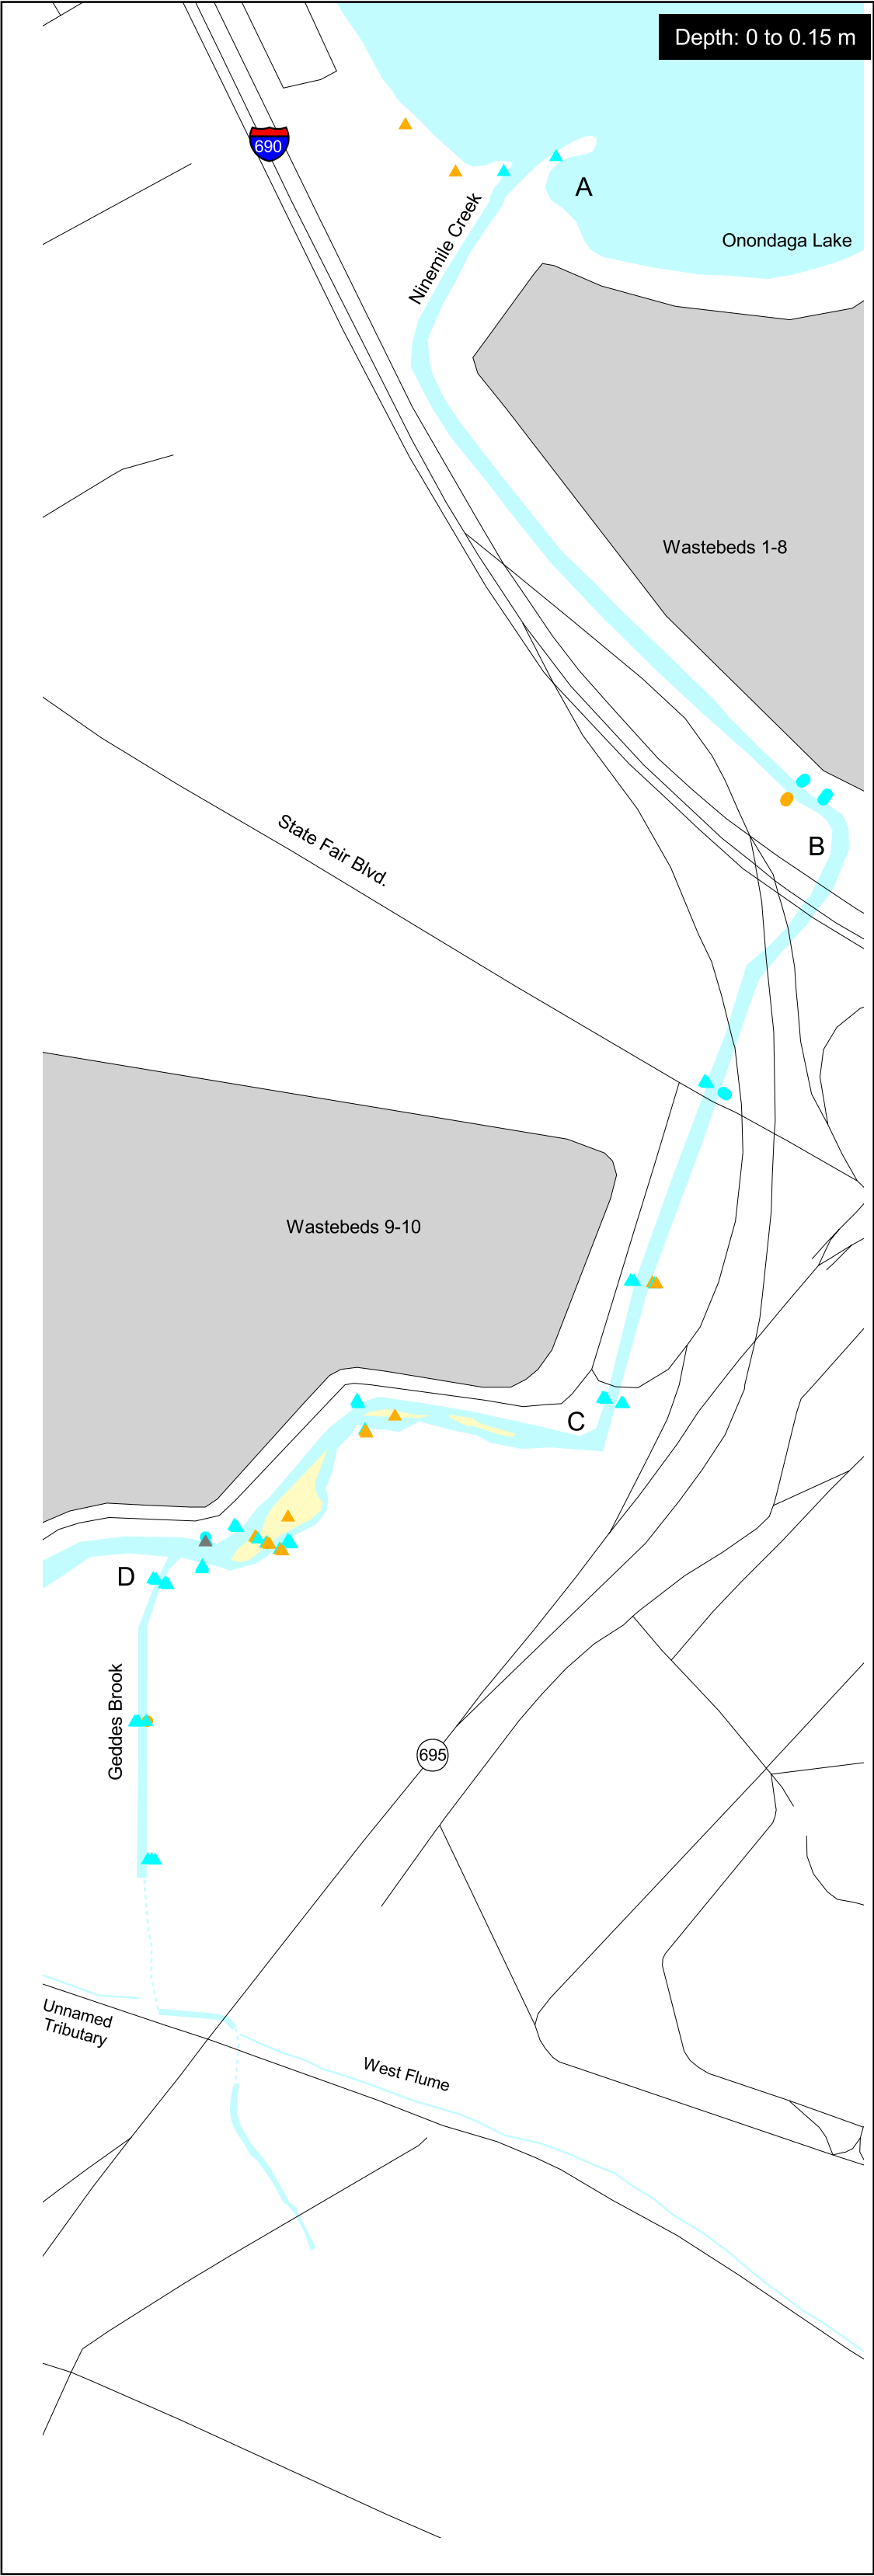 Depth: 0 to 0.15 m
690
A
Ninemile Creek
Onondaga Lake
Wastebeds 1-8
State Fair Blvd.
B
Wastebeds 9-10
C
D
Geddes Brook
695
Unnamed
Tributary
West Flume